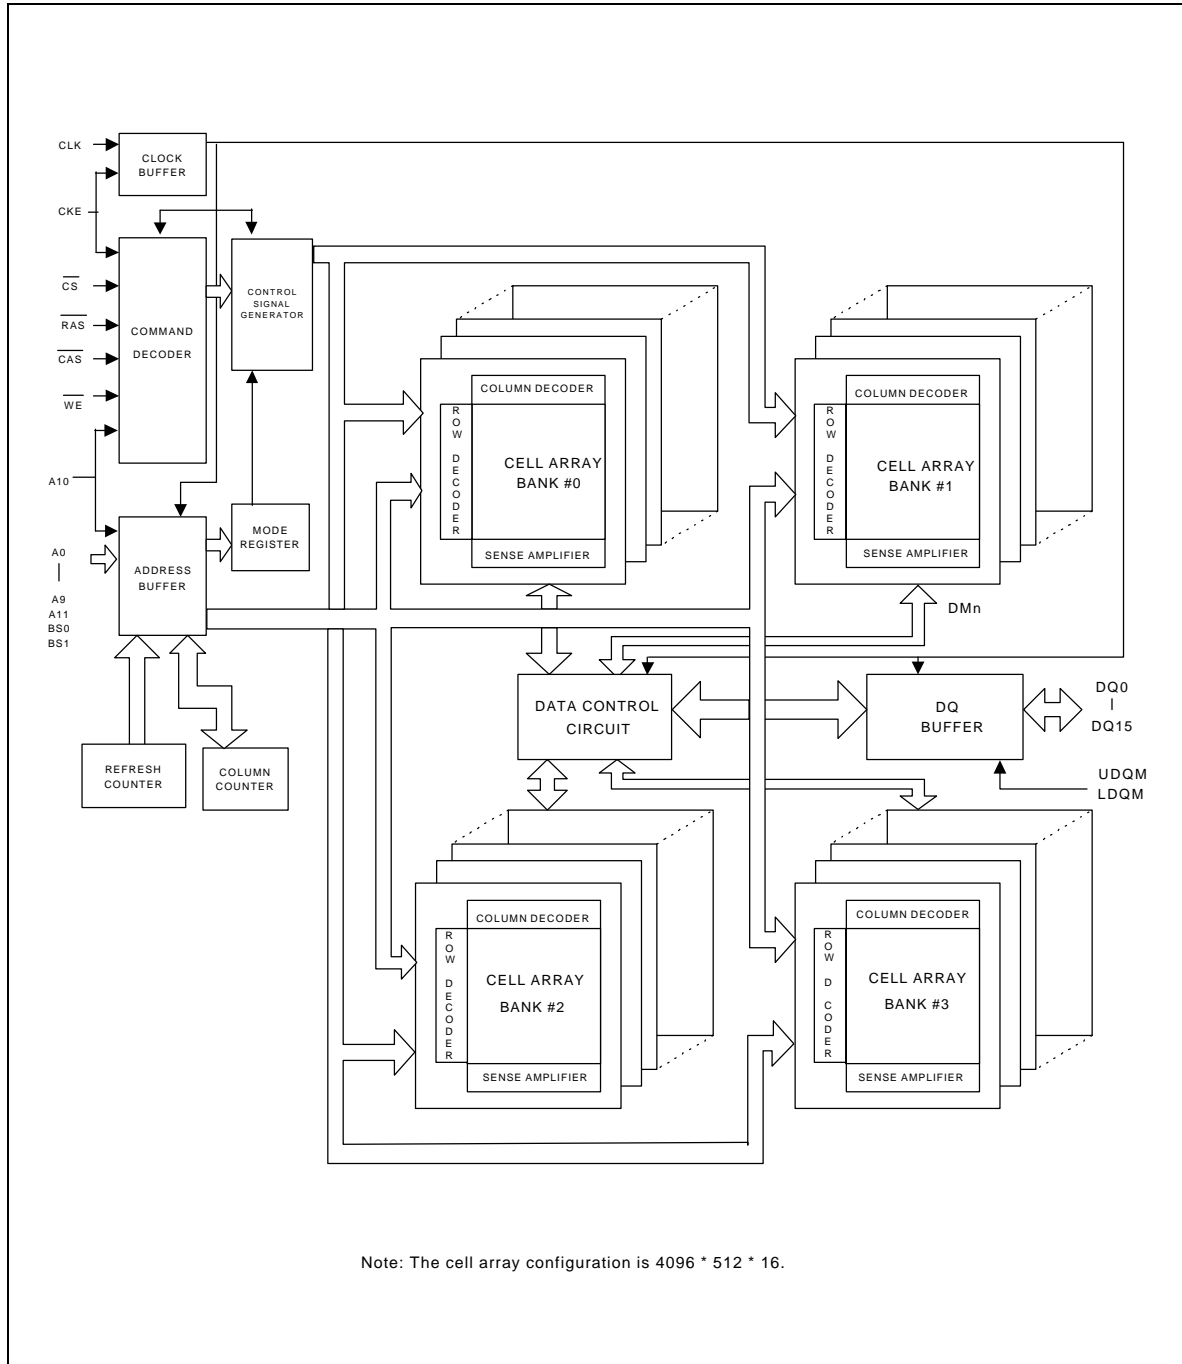 CLK
CLOCK
BUFFER
CKE
CS
RAS
CAS
WE
COMMAND
DECODER
CONTROL
SIGNAL
GENERATOR
A10
A0
A9
A11
BS0
BS1
ADDRESS
BUFFER
MODE
REGISTER
REFRESH
COUNTER
COLUMN
COUNTER
COLUMN DECODER
ROW DECODER
CELL ARRAY
BANK #0
SENSE AMPLIFIER
COLUMN DECODER
ROW DECODER
CELL ARRAY
BANK #1
SENSE AMPLIFIER
DMn
DATA CONTROL
CIRCUIT
DQ
BUFFER
DQ0
DQ15
UDQM
LDQM
COLUMN DECODER
ROW DECODER
CELL ARRAY
BANK #2
SENSE AMPLIFIER
COLUMN DECODER
ROW D CODER
CELL ARRAY
BANK #3
SENSE AMPLIFIER
Note: The cell array configuration is 4096 * 512 * 16.